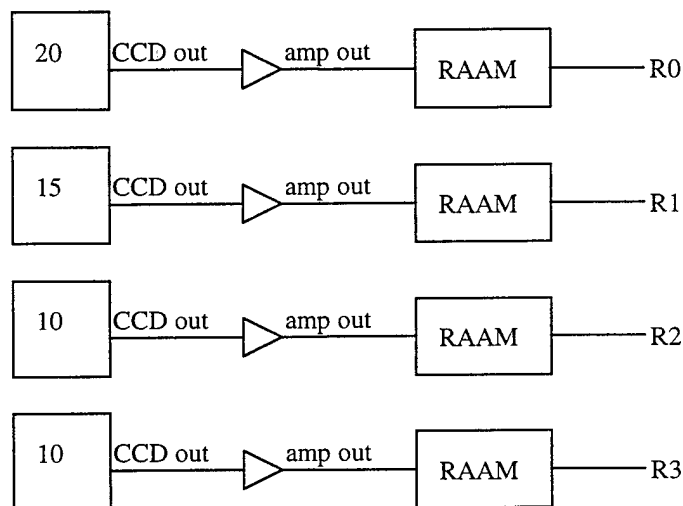 20 CCD out amp out RAAM R0
15 CCD out amp out RAAM R1
10 CCD out amp out RAAM R2
10 CCD out amp out RAAM R3